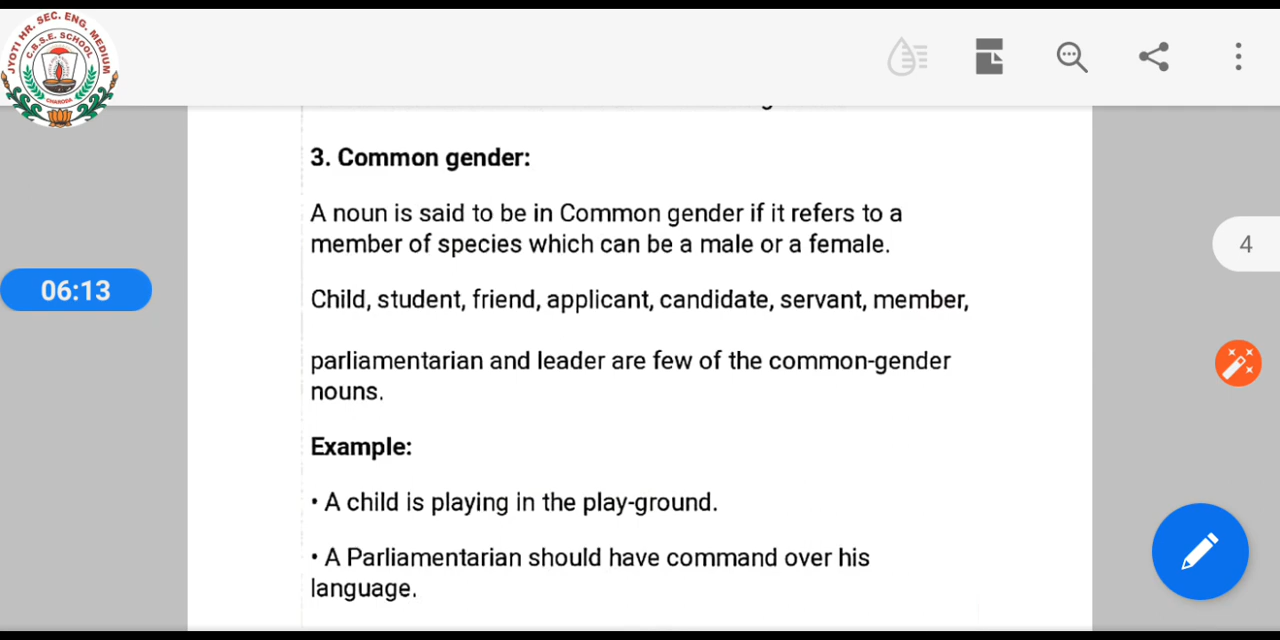 JYOTI HR. SEC. ENG. MEDIUM
C.B.S.E. SCHOOL
CHARODA
3. Common gender:
A noun is said to be in Common gender if it refers to a
member of species which can be a male or a female.
4
06:13
Child, student, friend, applicant, candidate, servant, member,
parliamentarian and leader are few of the common-gender
nouns.
Example:
• A child is playing in the play-ground.
• A Parliamentarian should have command over his
language.